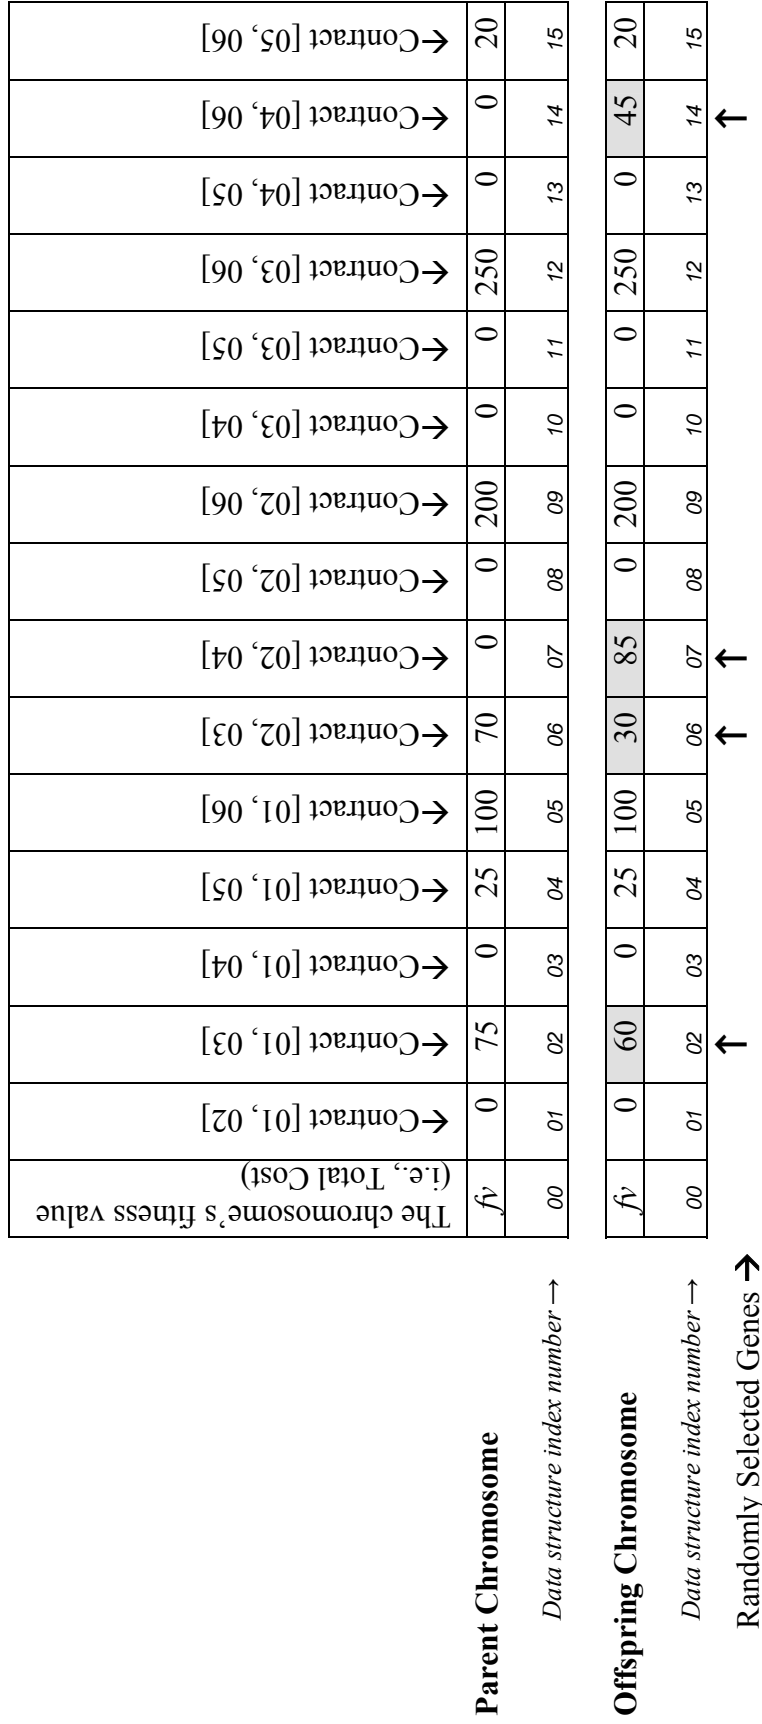 The chromosome's fitness value
(i.e., Total Cost)
←Contract [01, 02]
←Contract [01, 03]
←Contract [01, 04]
←Contract [01, 05]
←Contract [01, 06]
←Contract [02, 03]
←Contract [02, 04]
←Contract [02, 05]
←Contract [02, 06]
←Contract [03, 04]
←Contract [03, 05]
←Contract [03, 06]
←Contract [04, 05]
←Contract [04, 06]
←Contract [05, 06]
Parent Chromosome fv 0 75 0 25 100 70 0 0 200 0 0 250 0 0 20
Data structure index number → 00 01 02 03 04 05 06 07 08 09 10 11 12 13 14 15
Offspring Chromosome fv 0 60 0 25 100 30 85 0 200 0 0 250 0 45 20
Data structure index number → 00 01 02 03 04 05 06 07 08 09 10 11 12 13 14 15
Randomly Selected Genes → ↑ ↑ ↑ ↑